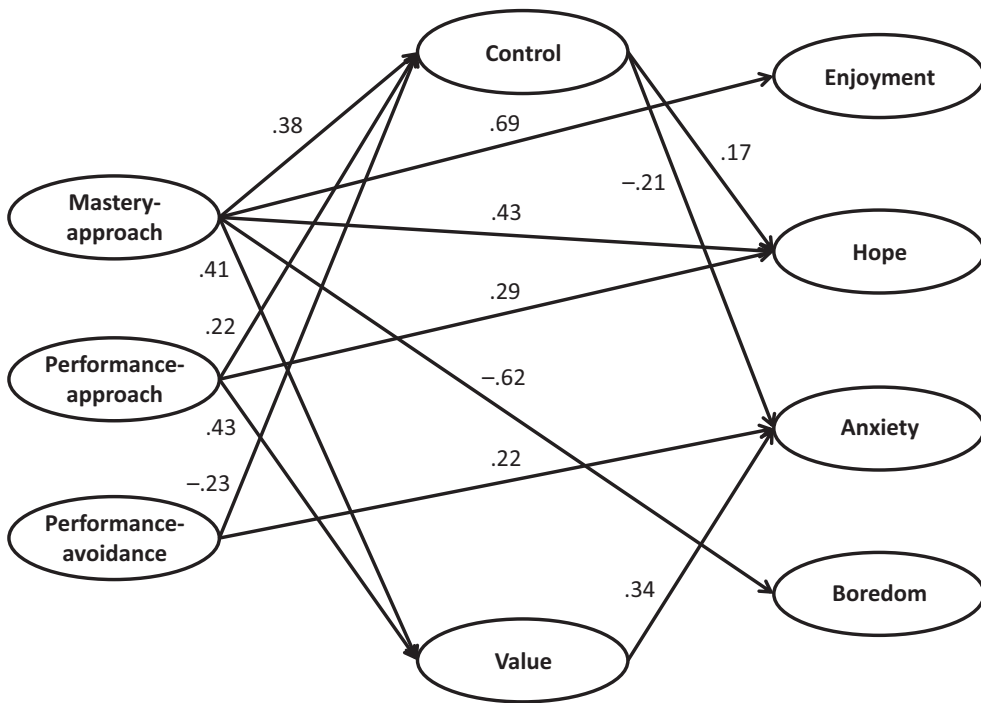 Control
Enjoyment
.38
.69
.17
–.21
Mastery-
approach
.43
Hope
.41
.29
.22
Performance-
approach
–.62
.43
Anxiety
.22
–.23
Performance-
avoidance
.34
Boredom
Value